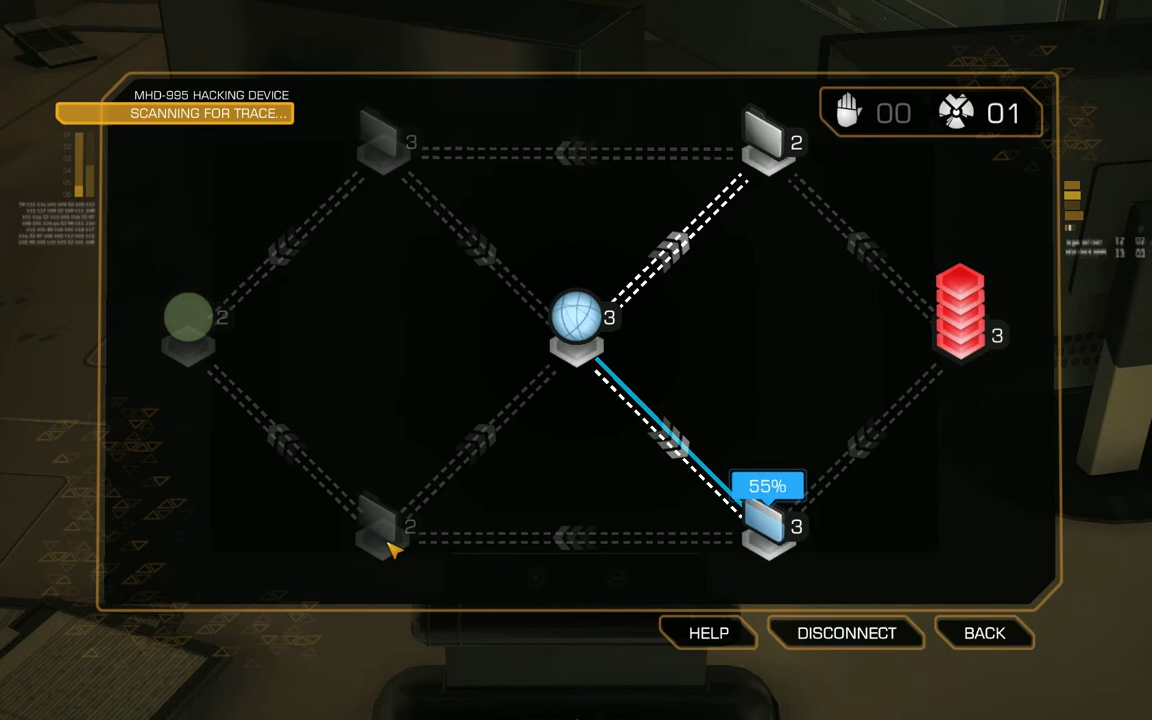 MHD-995 HACKING DEVICE
SCANNING FOR TRACE...
00
01
3
2
2
3
3
55%
2
3
HELP
DISCONNECT
BACK